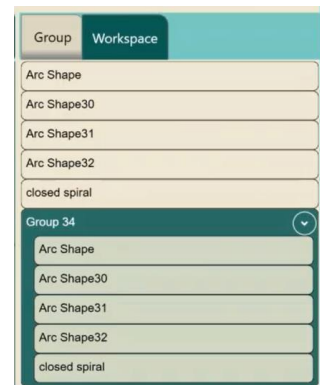 Group Workspace
Arc Shape
Arc Shape30
Arc Shape31
Arc Shape32
closed spiral
Group 34
Arc Shape
Arc Shape30
Arc Shape31
Arc Shape32
closed spiral